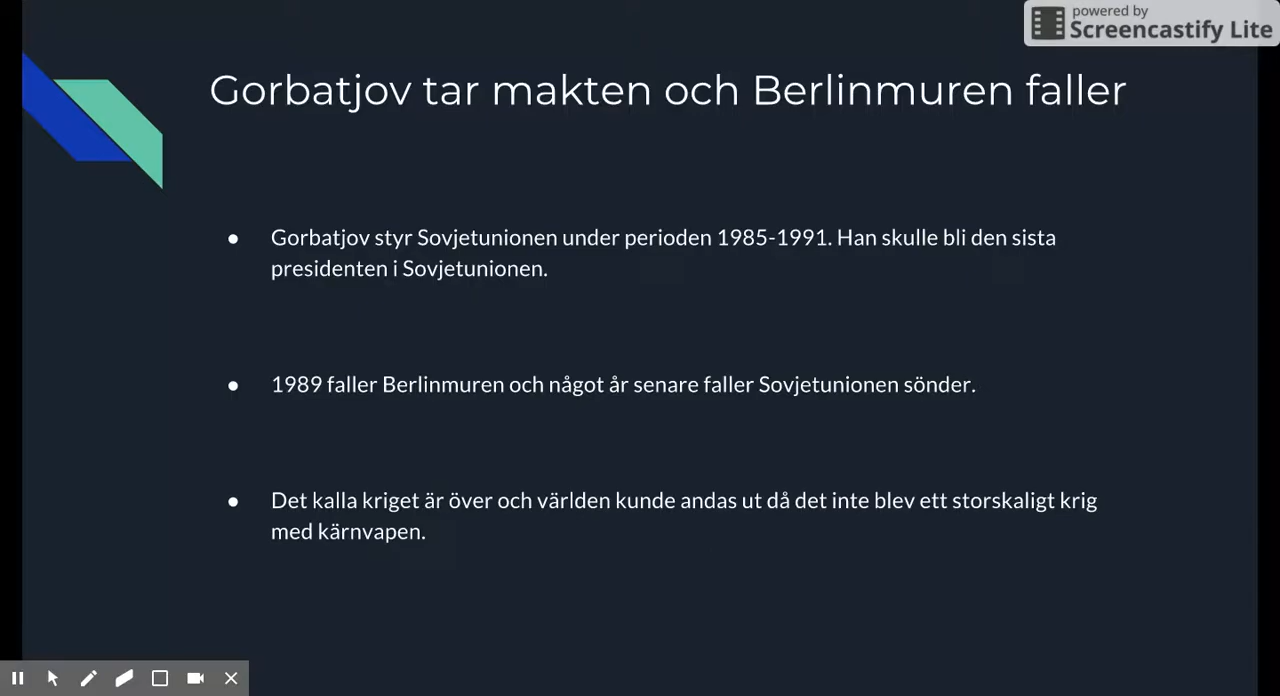 powered by
Screencastify Lite
Gorbatjov tar makten och Berlinmuren faller
● Gorbatjov styr Sovjetunionen under perioden 1985-1991. Han skulle bli den sista
presidenten i Sovjetunionen.
● 1989 faller Berlinmuren och något år senare faller Sovjetunionen sönder.
● Det kalla kriget är över och världen kunde andas ut då det inte blev ett storskaligt krig
med kärnvapen.